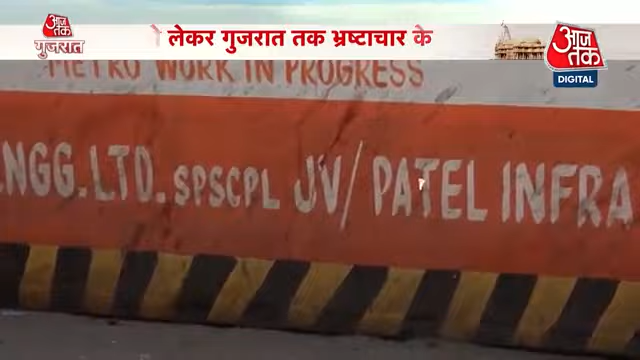 आज तक
गुजरात
लेकर गुजरात तक भ्रष्टाचार के
आज तक
DIGITAL
METRO WORK IN PROGRESS
ENGG. LTD. SPSCPL JV/ PATEL INFRA